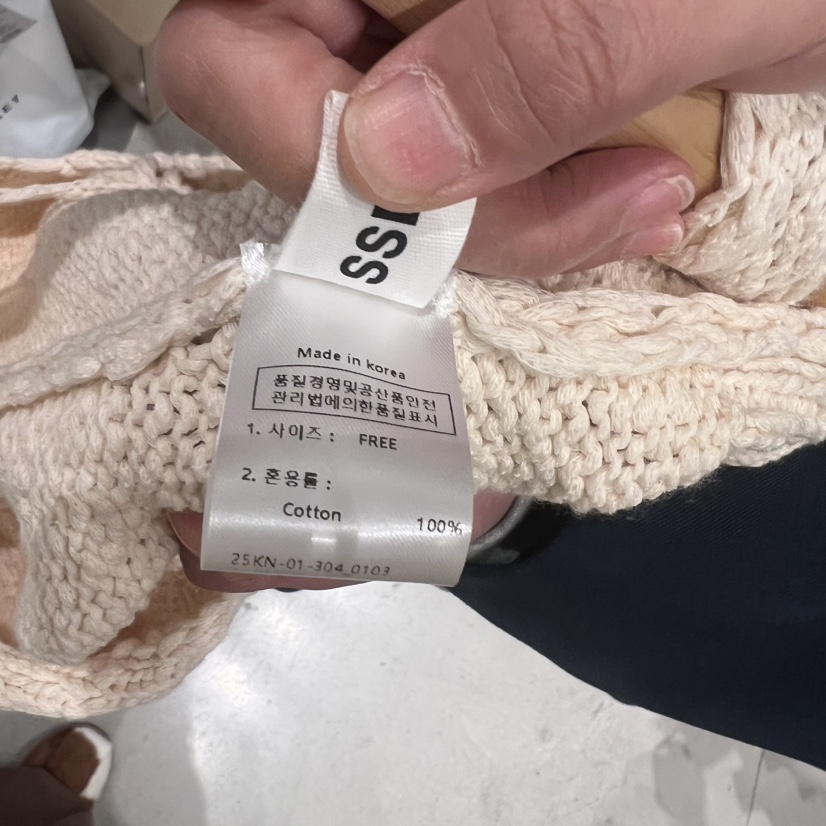 SS
Made in korea
품질경영및공산품안전
관리법에의한품질표시
1. 사이즈 : FREE
2. 혼용률 :
Cotton 100%
25KN-01-304_0103